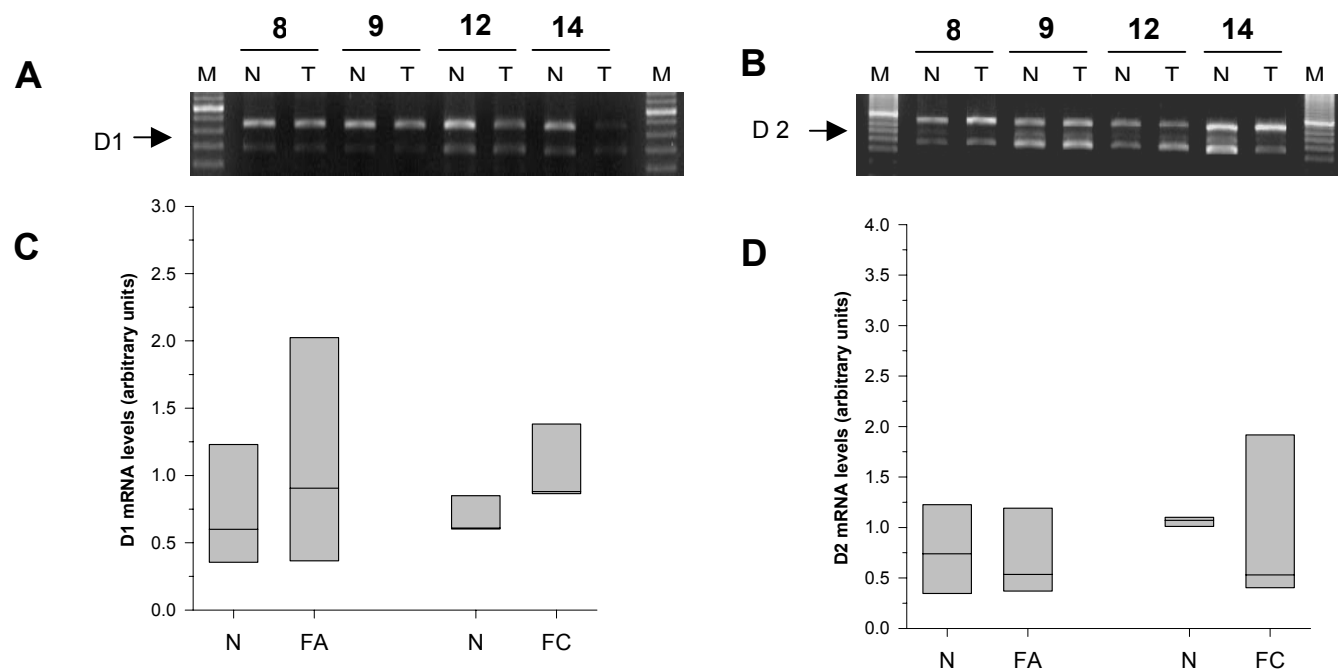 A
8 9 12 14
M N T N T N T N T M
D1
B
8 9 12 14
M N T N T N T N T M
D 2
C
D1 mRNA levels (arbitrary units)
3.0
2.5
2.0
1.5
1.0
0.5
0.0
N FA N FC
D
D2 mRNA levels (arbitrary units)
4.0
3.5
3.0
2.5
2.0
1.5
1.0
0.5
0.0
N FA N FC